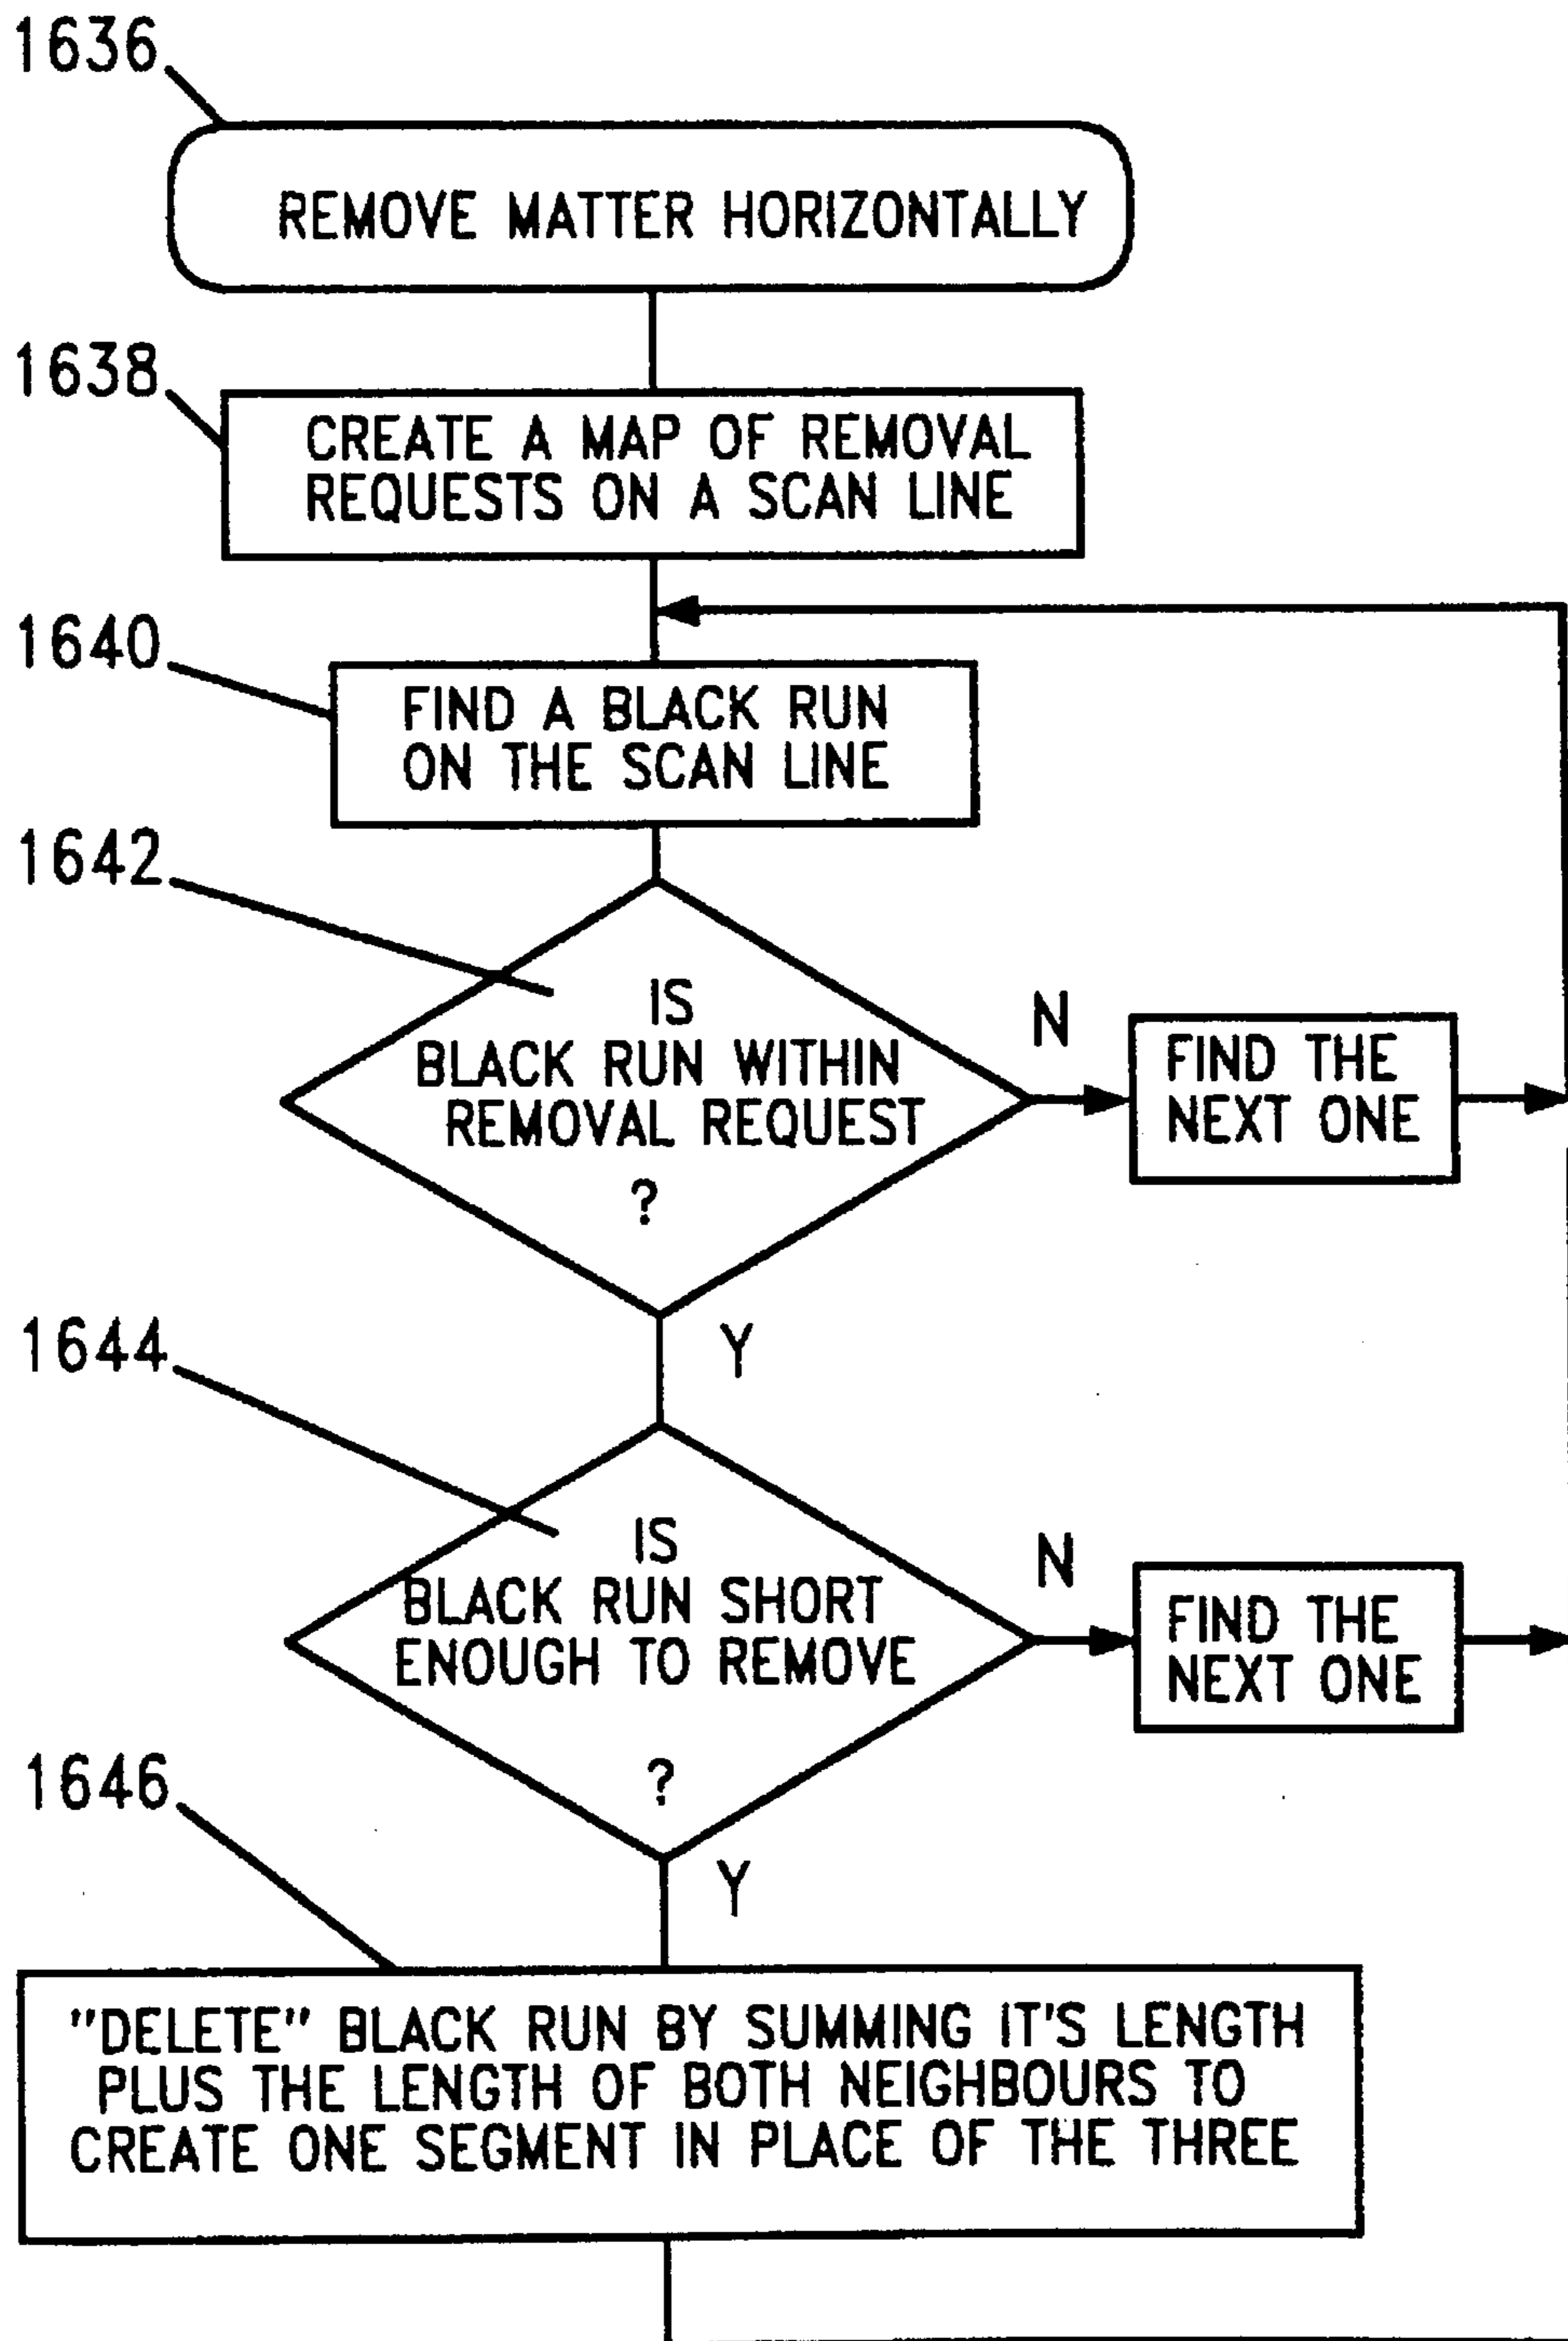 1636
REMOVE MATTER HORIZONTALLY
1638
CREATE A MAP OF REMOVAL
REQUESTS ON A SCAN LINE
1640
FIND A BLACK RUN
ON THE SCAN LINE
1642
IS
BLACK RUN WITHIN
REMOVAL REQUEST
?
N
FIND THE
NEXT ONE
Y
1644
IS
BLACK RUN SHORT
ENOUGH TO REMOVE
?
N
FIND THE
NEXT ONE
Y
1646
"DELETE" BLACK RUN BY SUMMING IT'S LENGTH
PLUS THE LENGTH OF BOTH NEIGHBOURS TO
CREATE ONE SEGMENT IN PLACE OF THE THREE